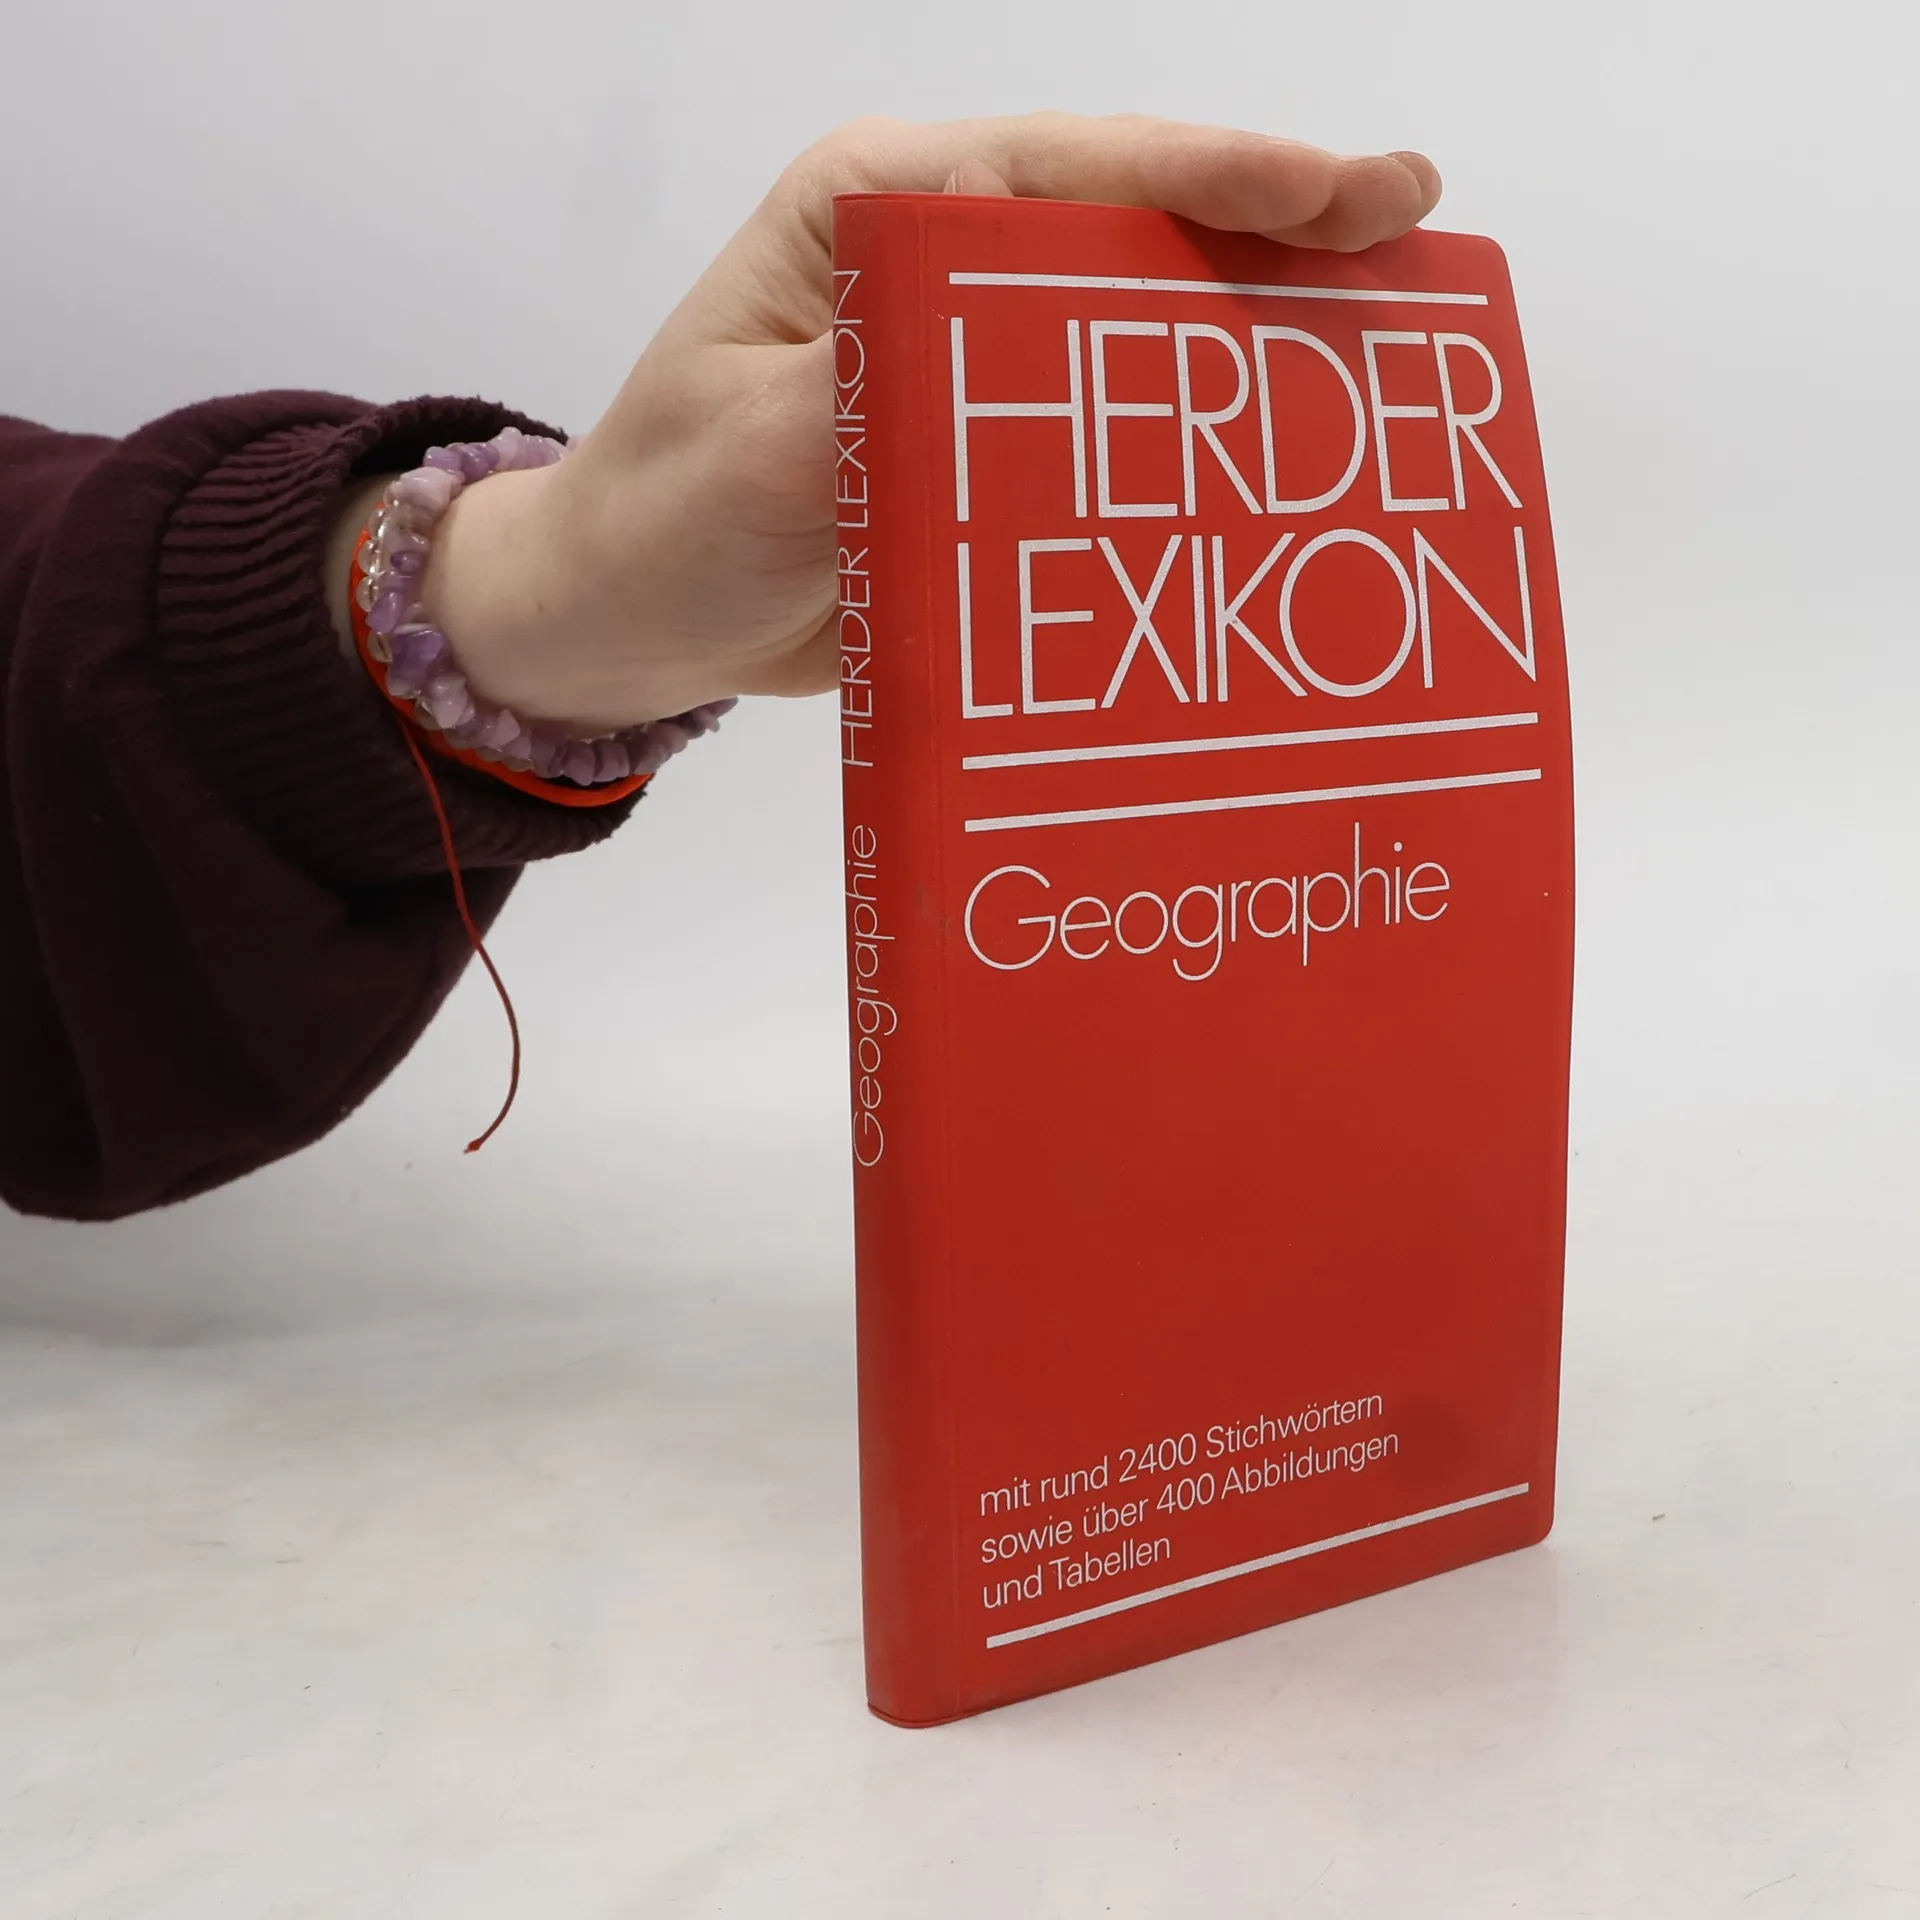 HERDER LEXIKON
Geographie
HERDER
LEXIKON
Geographie
mit rund 2400 Stichwörtern
sowie über 400 Abbildungen
und Tabellen